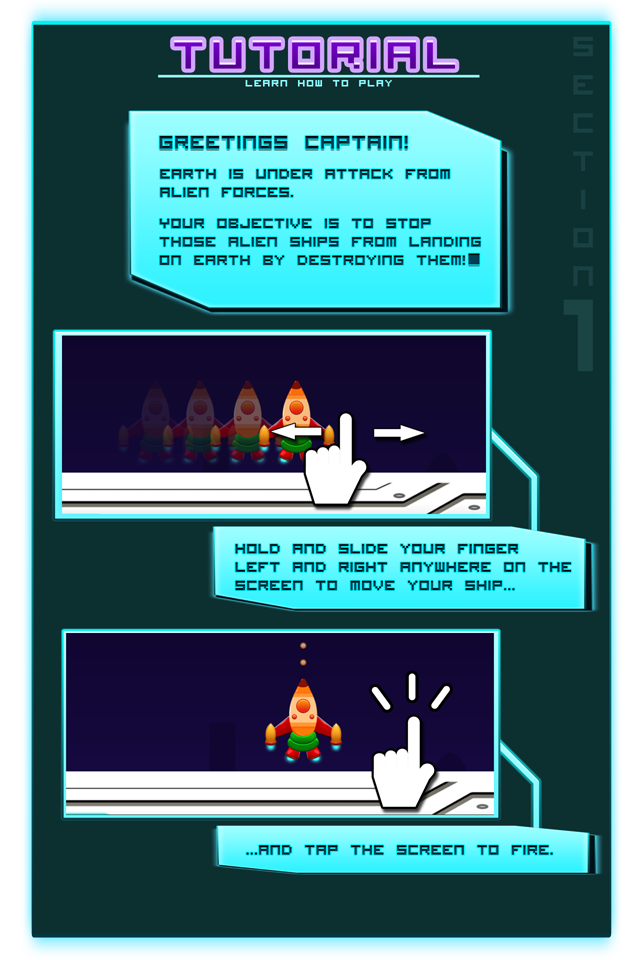 TUTORIAL
LEARN HOW TO PLAY
SECTION 1
GREETINGS CAPTAIN!
EARTH IS UNDER ATTACK FROM
ALIEN FORCES.
YOUR OBJECTIVE IS TO STOP
THOSE ALIEN SHIPS FROM LANDING
ON EARTH BY DESTROYING THEM!
HOLD AND SLIDE YOUR FINGER
LEFT AND RIGHT ANYWHERE ON THE
SCREEN TO MOVE YOUR SHIP...
...AND TAP THE SCREEN TO FIRE.